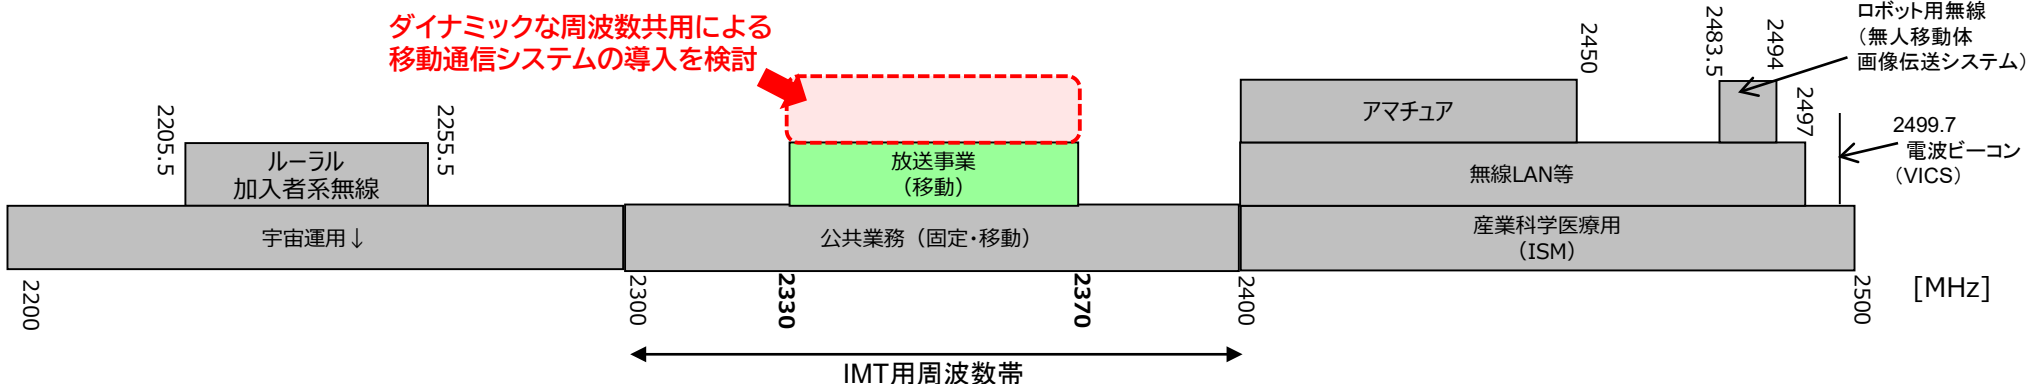 ダイナミックな周波数共用による
移動通信システムの導入を検討
2205.5
2255.5
2450
2483.5
2494
2497
ロボット用無線
(無人移動体
画像伝送システム)
2499.7
電波ビーコン
(VICS)
アマチュア
ルーラル
加入者系無線
放送事業
(移動)
無線LAN等
宇宙運用↓
公共業務(固定・移動)
産業科学医療用
(ISM)
2200
2300
2330
2370
2400
2500
[MHz]
IMT用周波数帯